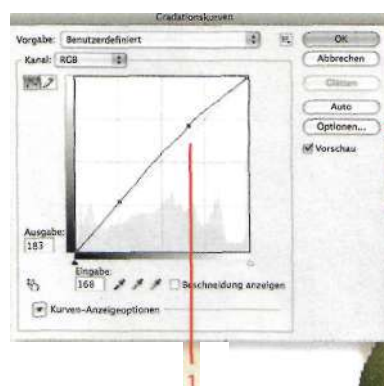 Gradationskurven
Vorgabe: Benutzerdefiniert
OK
Kanal: RGB
Abbrechen
Glätten
Auto
Optionen...
Vorschau
Ausgabe:
183
Eingabe:
168
Beschneidung anzeigen
Kurven-Anzeigeoptionen
1